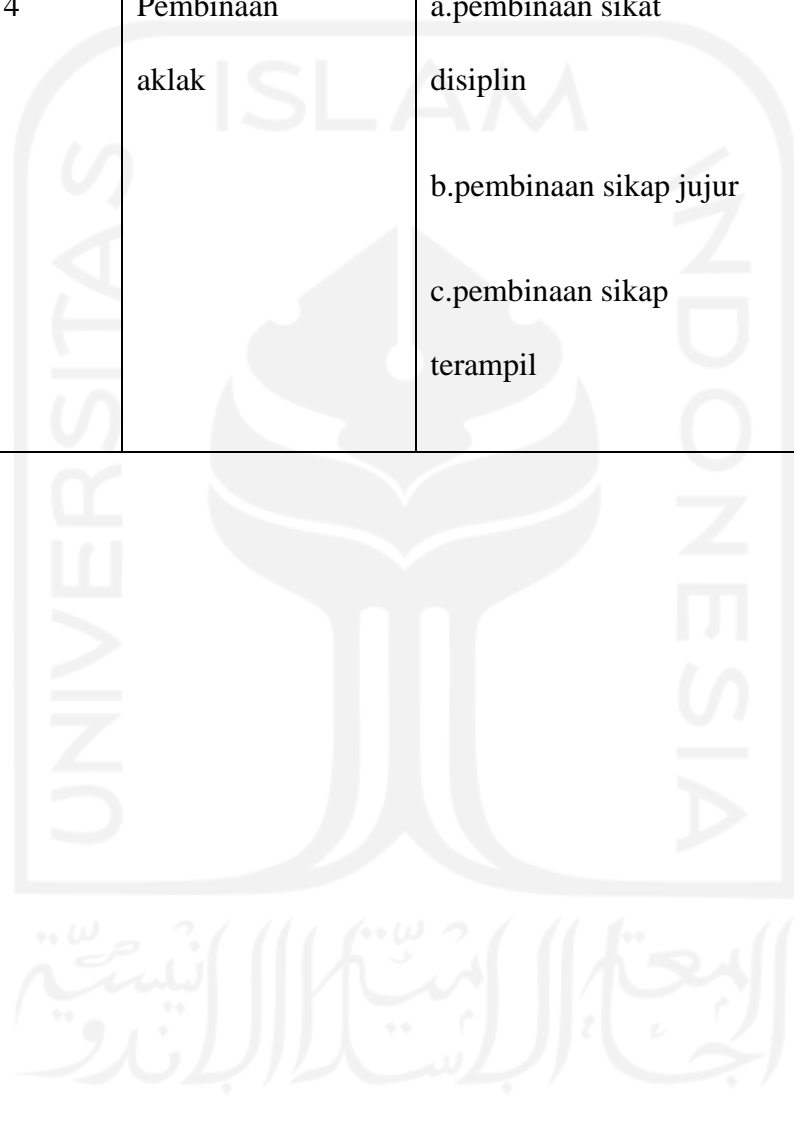 4 Pembinaan a.pembinaan sikat
aklak disiplin
b.pembinaan sikap jujur
c.pembinaan sikap
terampil
ISLAM
UNIVERSITAS
INDONESIA